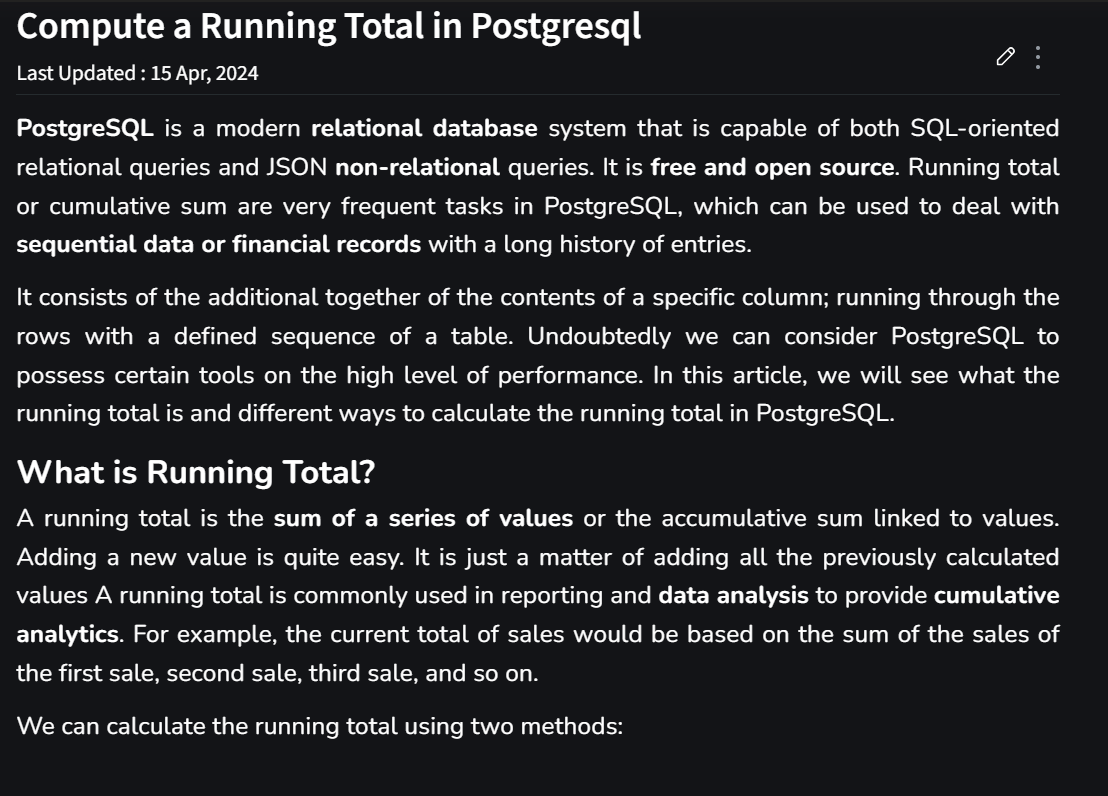 Compute a Running Total in Postgresql
Last Updated : 15 Apr, 2024
PostgreSQL is a modern relational database system that is capable of both SQL-oriented
relational queries and JSON non-relational queries. It is free and open source. Running total
or cumulative sum are very frequent tasks in PostgreSQL, which can be used to deal with
sequential data or financial records with a long history of entries.
It consists of the additional together of the contents of a specific column; running through the
rows with a defined sequence of a table. Undoubtedly we can consider PostgreSQL to
possess certain tools on the high level of performance. In this article, we will see what the
running total is and different ways to calculate the running total in PostgreSQL.
What is Running Total?
A running total is the sum of a series of values or the accumulative sum linked to values.
Adding a new value is quite easy. It is just a matter of adding all the previously calculated
values A running total is commonly used in reporting and data analysis to provide cumulative
analytics. For example, the current total of sales would be based on the sum of the sales of
the first sale, second sale, third sale, and so on.
We can calculate the running total using two methods: